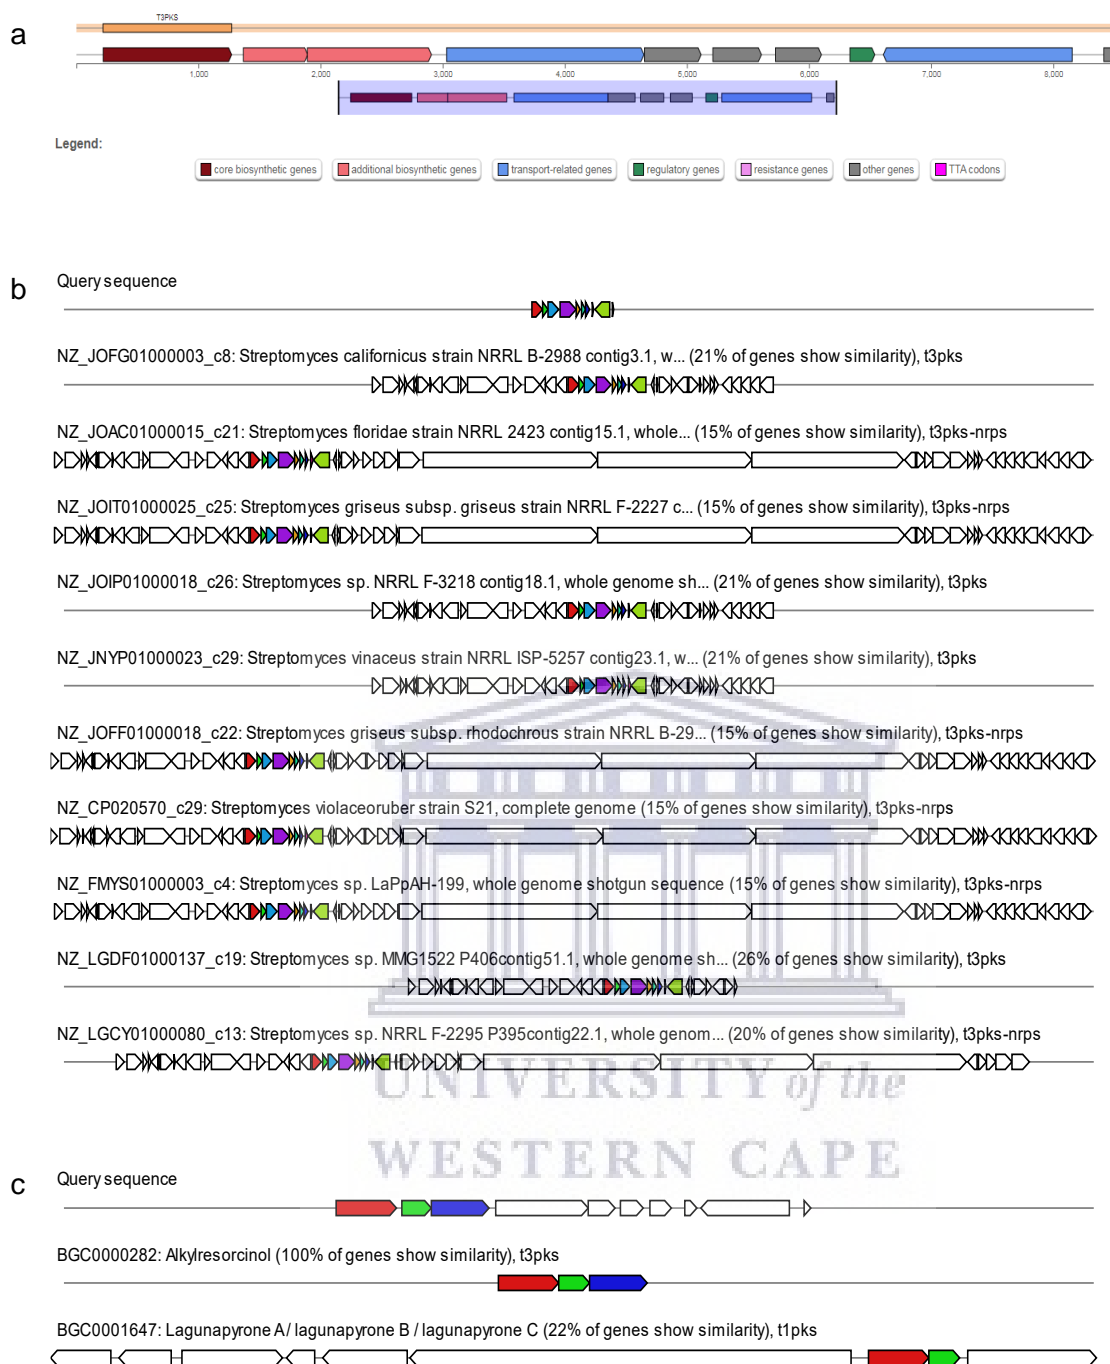 a
T3PKS
1,000 2,000 3,000 4,000 5,000 6,000 7,000 8,000
Legend:
core biosynthetic genes additional biosynthetic genes transport-related genes regulatory genes resistance genes other genes TTA codons
b
Query sequence
NZ_JOFG01000003_c8: Streptomyces californicus strain NRRL B-2988 contig3.1, w... (21% of genes show similarity), t3pks
NZ_JOAC01000015_c21: Streptomyces floridae strain NRRL 2423 contig15.1, whole... (15% of genes show similarity), t3pks-nrps
NZ_JOIT01000025_c25: Streptomyces griseus subsp. griseus strain NRRL F-2227 c... (15% of genes show similarity), t3pks-nrps
NZ_JOIP01000018_c26: Streptomyces sp. NRRL F-3218 contig18.1, whole genome sh... (21% of genes show similarity), t3pks
NZ_JNYP01000023_c29: Streptomyces vinaceus strain NRRL ISP-5257 contig23.1, w... (21% of genes show similarity), t3pks
NZ_JOFF01000018_c22: Streptomyces griseus subsp. rhodochrous strain NRRL B-29... (15% of genes show similarity), t3pks-nrps
NZ_CP020570_c29: Streptomyces violaceoruber strain S21, complete genome (15% of genes show similarity), t3pks-nrps
NZ_FMYS01000003_c4: Streptomyces sp. LaPpAH-199, whole genome shotgun sequence (15% of genes show similarity), t3pks-nrps
NZ_LGDF01000137_c19: Streptomyces sp. MMG1522 P406contig51.1, whole genome sh... (26% of genes show similarity), t3pks
NZ_LGCY01000080_c13: Streptomyces sp. NRRL F-2295 P395contig22.1, whole genom... (20% of genes show similarity), t3pks-nrps
UNIVERSITY of the
WESTERN CAPE
c
Query sequence
BGC0000282: Alkylresorcinol (100% of genes show similarity), t3pks
BGC0001647: Lagunapyrone A / lagunapyrone B / lagunapyrone C (22% of genes show similarity), t1pks